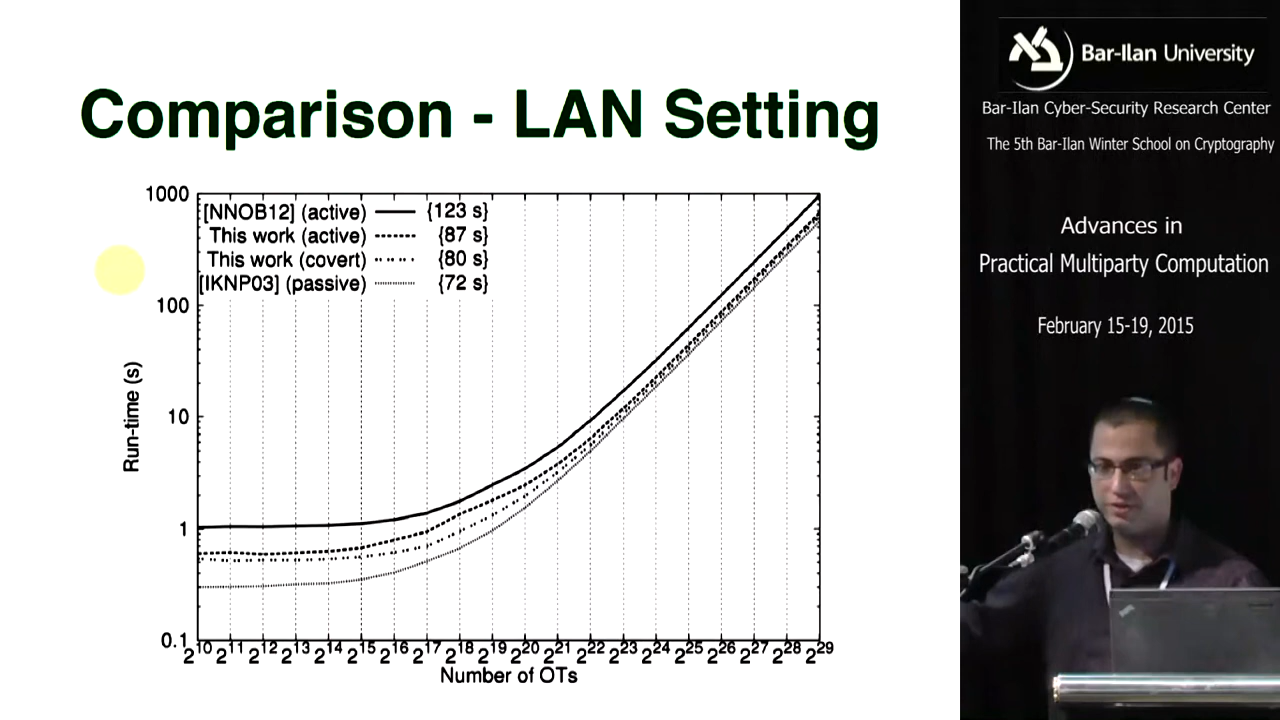 Comparison - LAN Setting
1000
100
10
1
0.1
Run-time (s)
[NNOB12] (active) {123 s}
This work (active) {87 s}
This work (covert) {80 s}
[IKNP03] (passive) {72 s}
2^10 2^11 2^12 2^13 2^14 2^15 2^16 2^17 2^18 2^19 2^20 2^21 2^22 2^23 2^24 2^25 2^26 2^27 2^28 2^29
Number of OTs
Bar-Ilan University
Bar-Ilan Cyber-Security Research Center
The 5th Bar-Ilan Winter School on Cryptography
Advances in
Practical Multiparty Computation
February 15-19, 2015